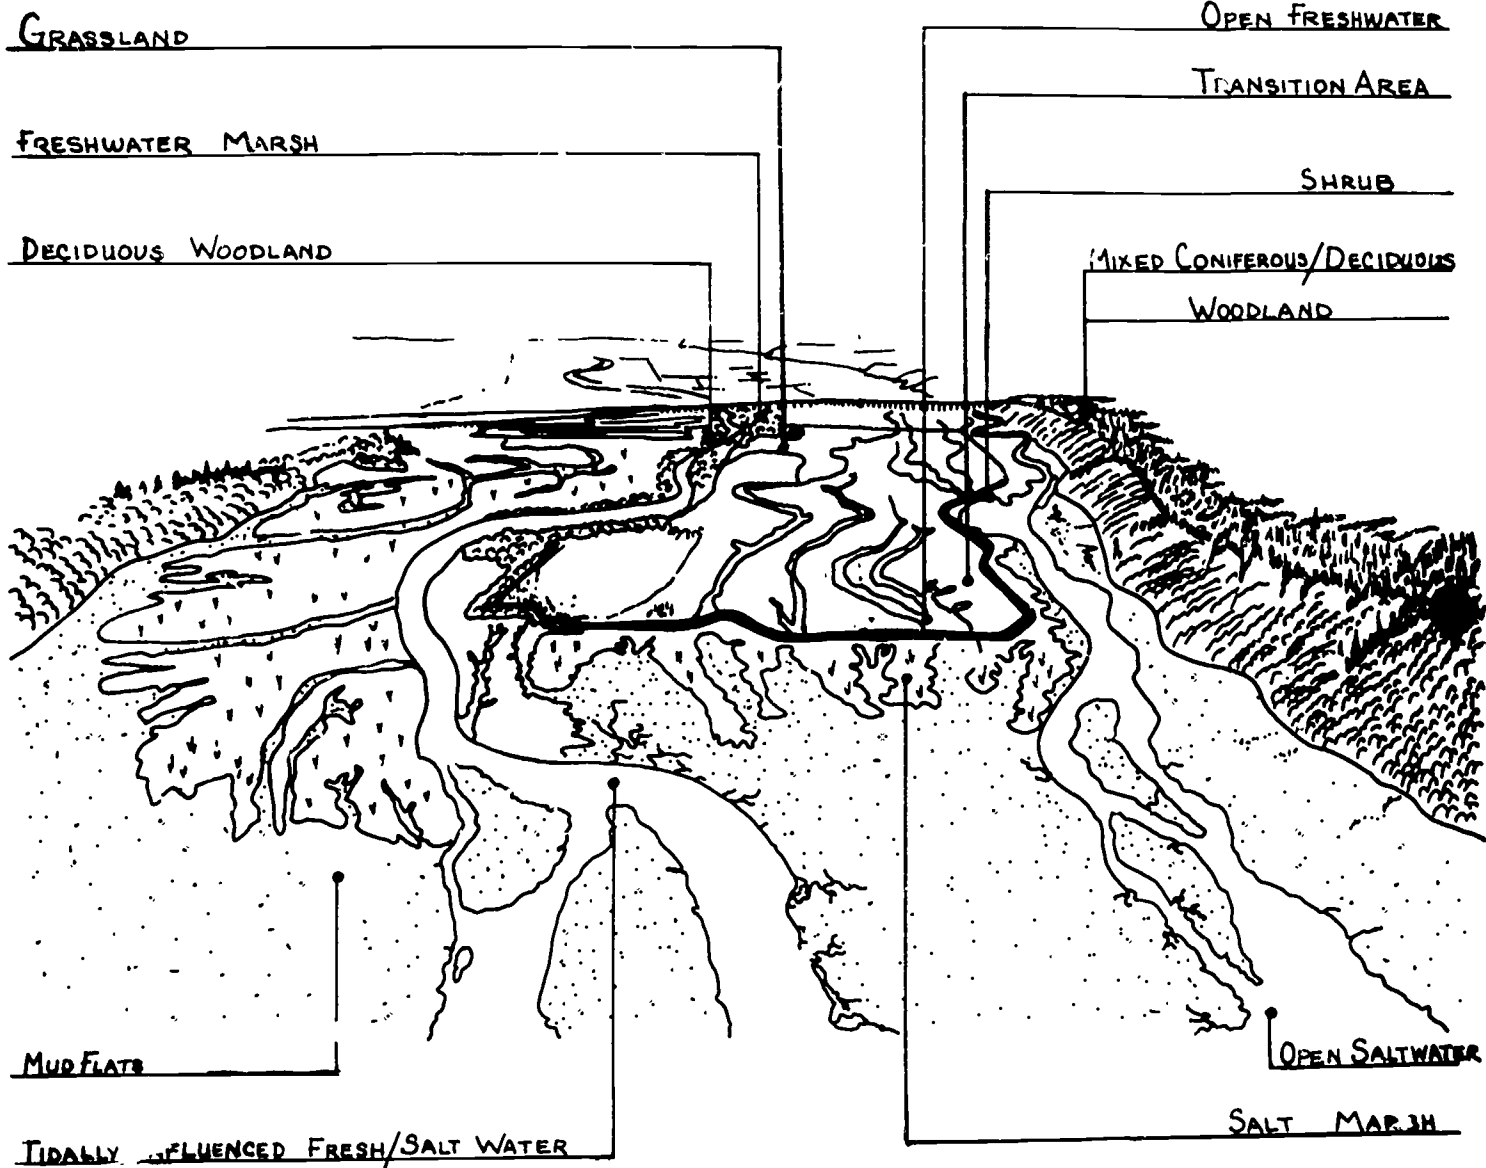 GRASSLAND
FRESHWATER MARSH
DECIDUOUS WOODLAND
OPEN FRESHWATER
TRANSITION AREA
SHRUB
MIXED CONIFEROUS/DECIDUOUS
WOODLAND
MUD FLATS
TIDALLY FRESH/SALT WATER
OPEN SALTWATER
SALT MARSH